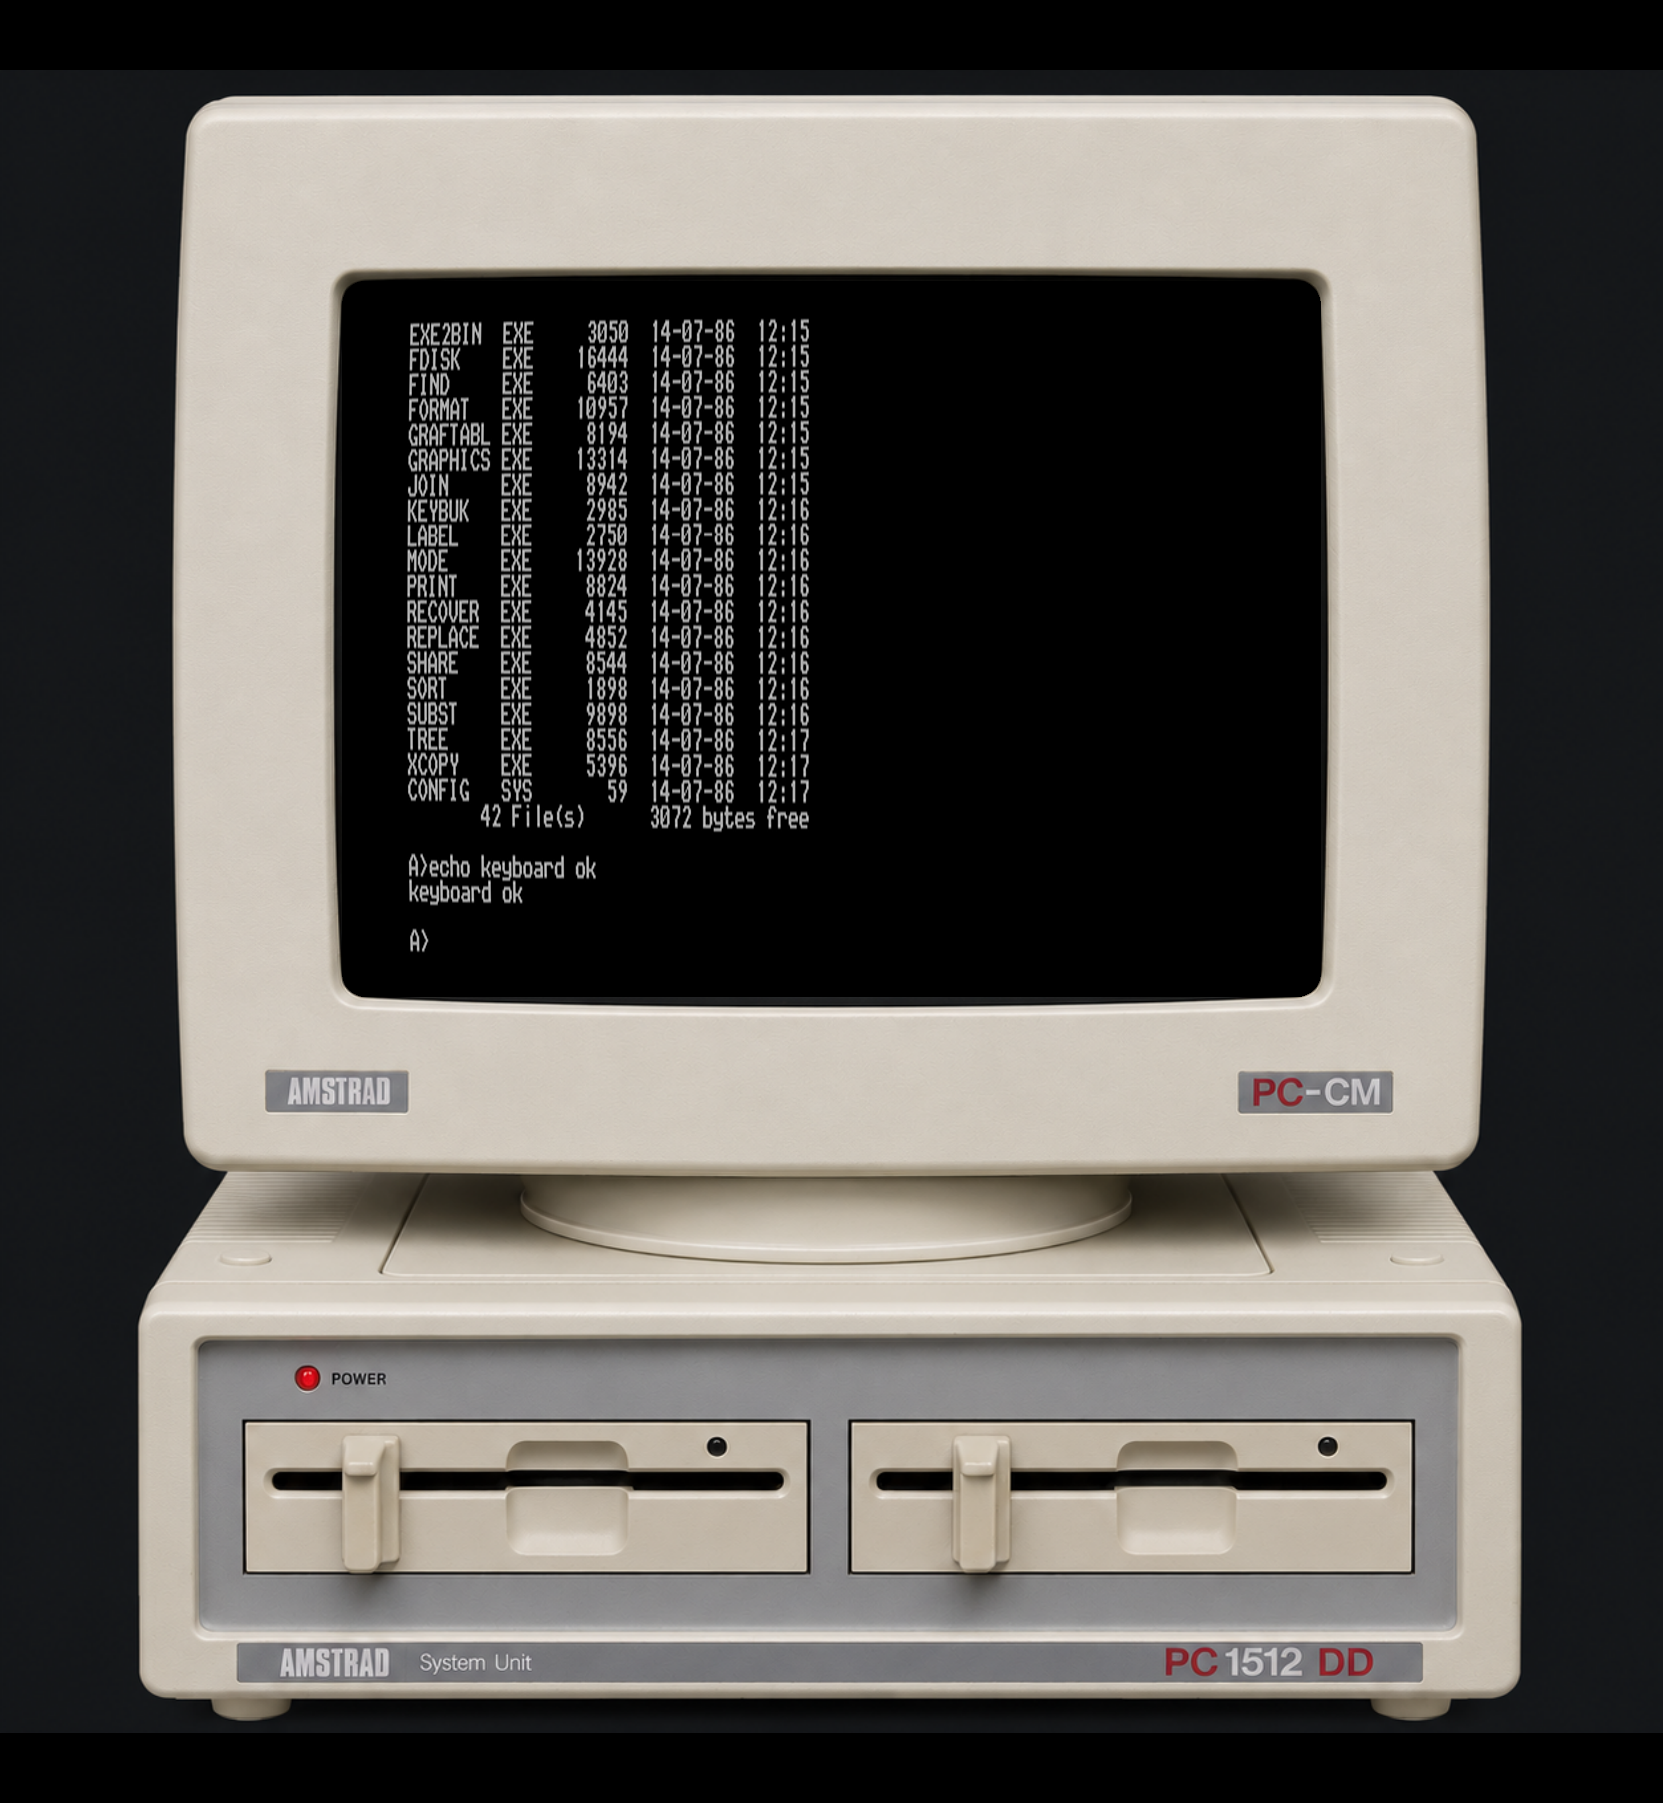 EXE2BIN  EXE     3050  14-07-86  12:15
FDISK    EXE    16444  14-07-86  12:15
FIND     EXE     6403  14-07-86  12:15
FORMAT   EXE    10957  14-07-86  12:15
GRAFTABL EXE     8194  14-07-86  12:15
GRAPHICS EXE    13314  14-07-86  12:15
JOIN     EXE     8942  14-07-86  12:15
KEYBUK   EXE     2985  14-07-86  12:16
LABEL    EXE     2750  14-07-86  12:16
MODE     EXE    13928  14-07-86  12:16
PRINT    EXE     8824  14-07-86  12:16
RECOVER  EXE     4145  14-07-86  12:16
REPLACE  EXE     4852  14-07-86  12:16
SHARE    EXE     8544  14-07-86  12:16
SORT     EXE     1898  14-07-86  12:16
SUBST    EXE     9898  14-07-86  12:16
TREE     EXE     8556  14-07-86  12:17
XCOPY    EXE     5396  14-07-86  12:17
CONFIG   SYS       59  14-07-86  12:17
42 File(s)      3072 bytes free
A>echo keyboard ok
keyboard ok
A>
AMSTRAD
PC-CM
POWER
AMSTRAD System Unit
PC 1512 DD